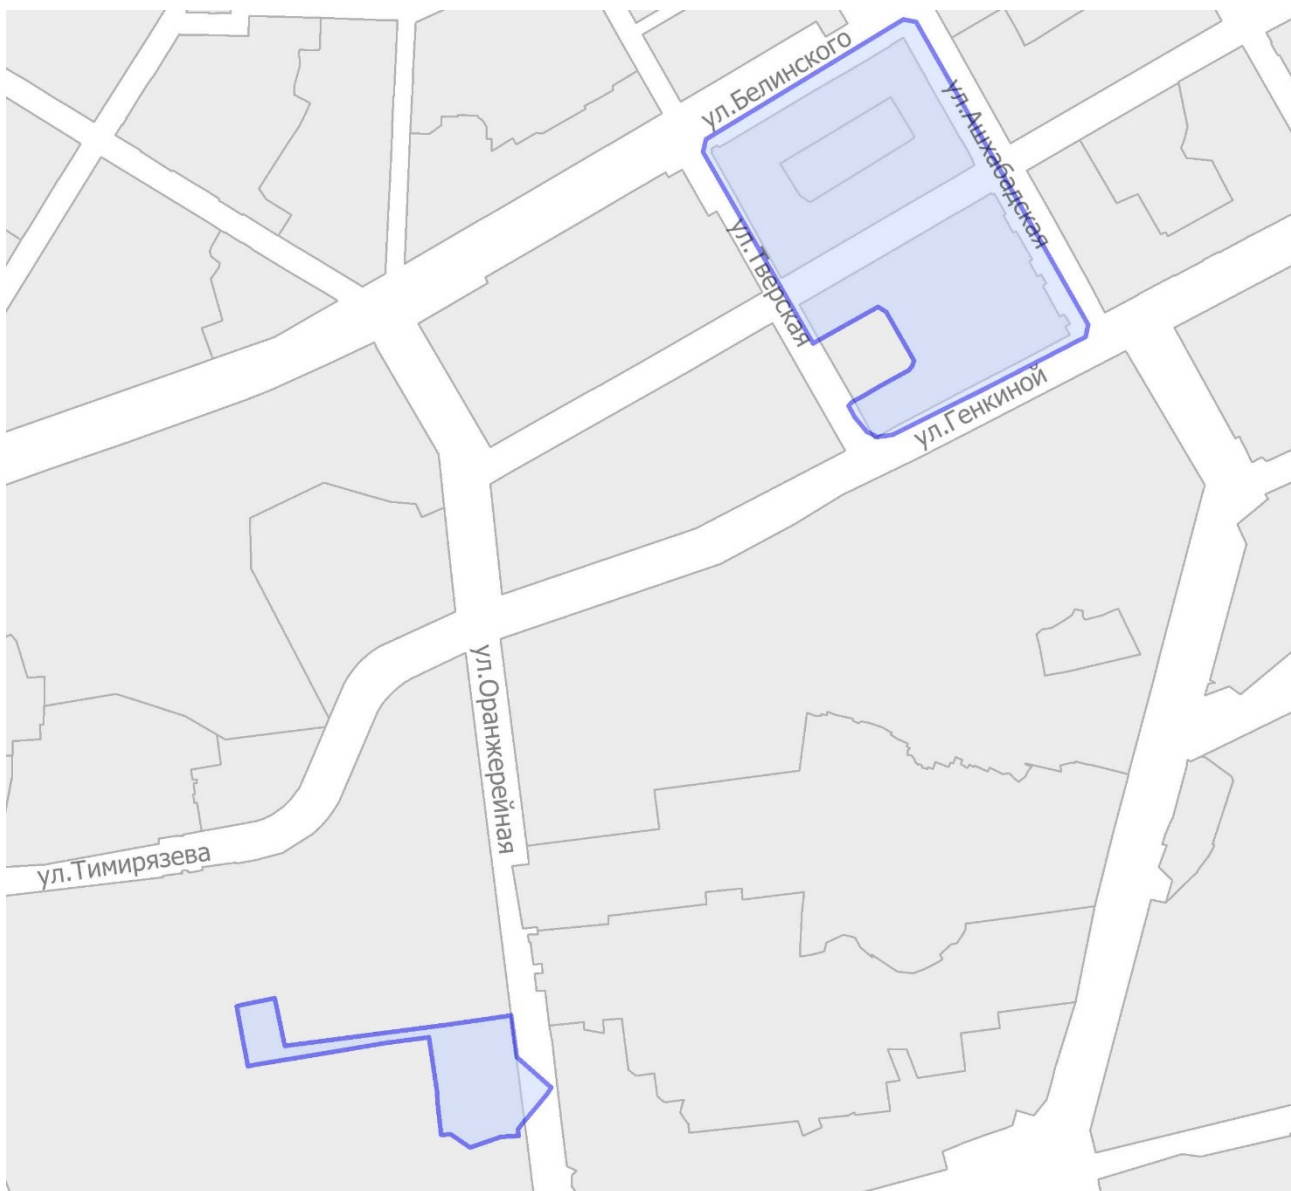 ул.Белинского
ул.Ашхабадская
ул.Тверская
ул.Генкиной
ул.Оранжерейная
ул.Тимирязева